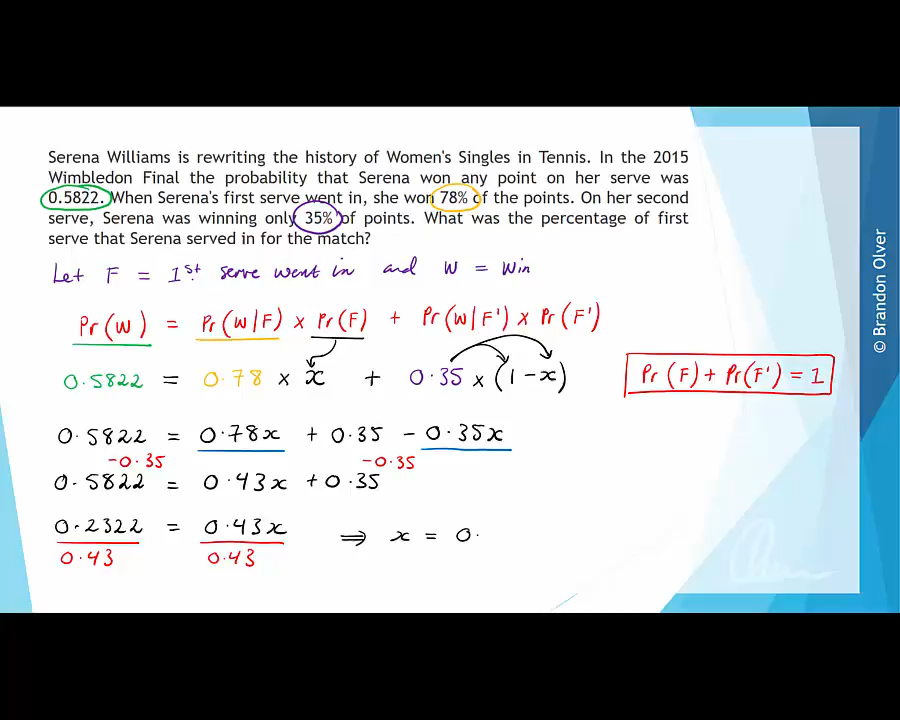 Serena Williams is rewriting the history of Women's Singles in Tennis. In the 2015
Wimbledon Final the probability that Serena won any point on her serve was
0.5822. When Serena's first serve went in, she won 78% of the points. On her second
serve, Serena was winning only 35% of points. What was the percentage of first
serve that Serena served in for the match?
Let F = 1st serve went in and W = Win
Pr(W) = Pr(W|F) × Pr(F) + Pr(W|F') × Pr(F')
0.5822 = 0.78 × x + 0.35 × (1 - x)
Pr(F) + Pr(F') = 1
0.5822 = 0.78x + 0.35 - 0.35x
-0.35 -0.35
0.5822 = 0.43x + 0.35
0.2322 = 0.43x ⟹ x = 0.
0.43 0.43
© Brandon Olver